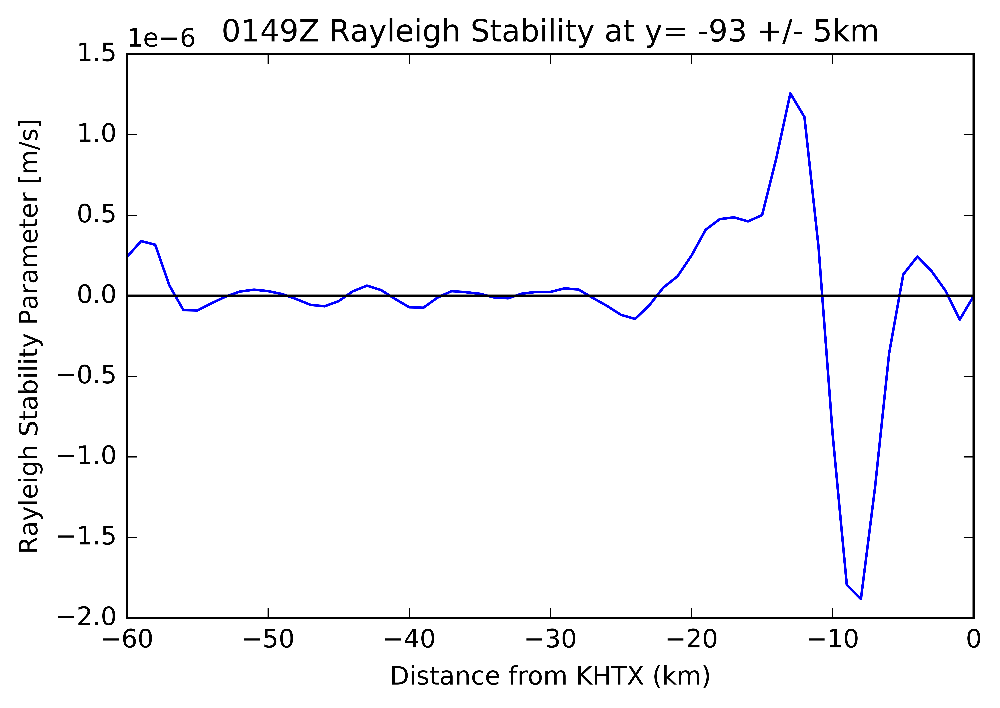 1e−6 0149Z Rayleigh Stability at y= -93 +/- 5km
1.5
1.0
0.5
0.0
−0.5
−1.0
−1.5
−2.0
Rayleigh Stability Parameter [m/s]
−60 −50 −40 −30 −20 −10 0
Distance from KHTX (km)